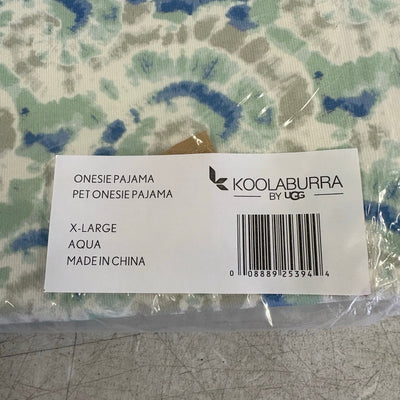 ONESIE PAJAMA
PET ONESIE PAJAMA
X-LARGE
AQUA
MADE IN CHINA
KOOLABURRA
BY UGG
0 08889 25394 4